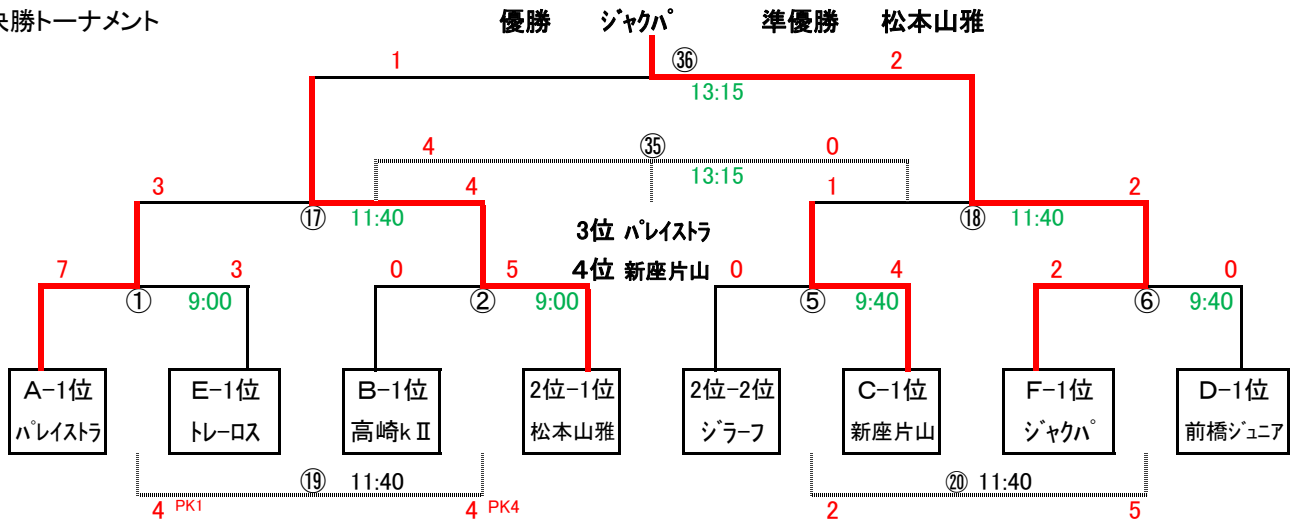 決勝トーナメント
優勝 ジャクパ 準優勝 松本山雅
1 ㊱ 2
13:15
4 ㉟ 0
13:15
3 4 1 2
⑰ 11:40 ⑱ 11:40
3位 パレイストラ
4位 新座片山
7 3 0 5 0 4 2 0
① 9:00 ② 9:00 ⑤ 9:40 ⑥ 9:40
A-1位 E-1位 B-1位 2位-1位 2位-2位 C-1位 F-1位 D-1位
パレイストラ トレーロス 高崎kⅡ 松本山雅 ジラーフ 新座片山 ジャクパ 前橋ジュニア
⑲ 11:40 ⑳ 11:40
4 PK1 4 PK4 2 5